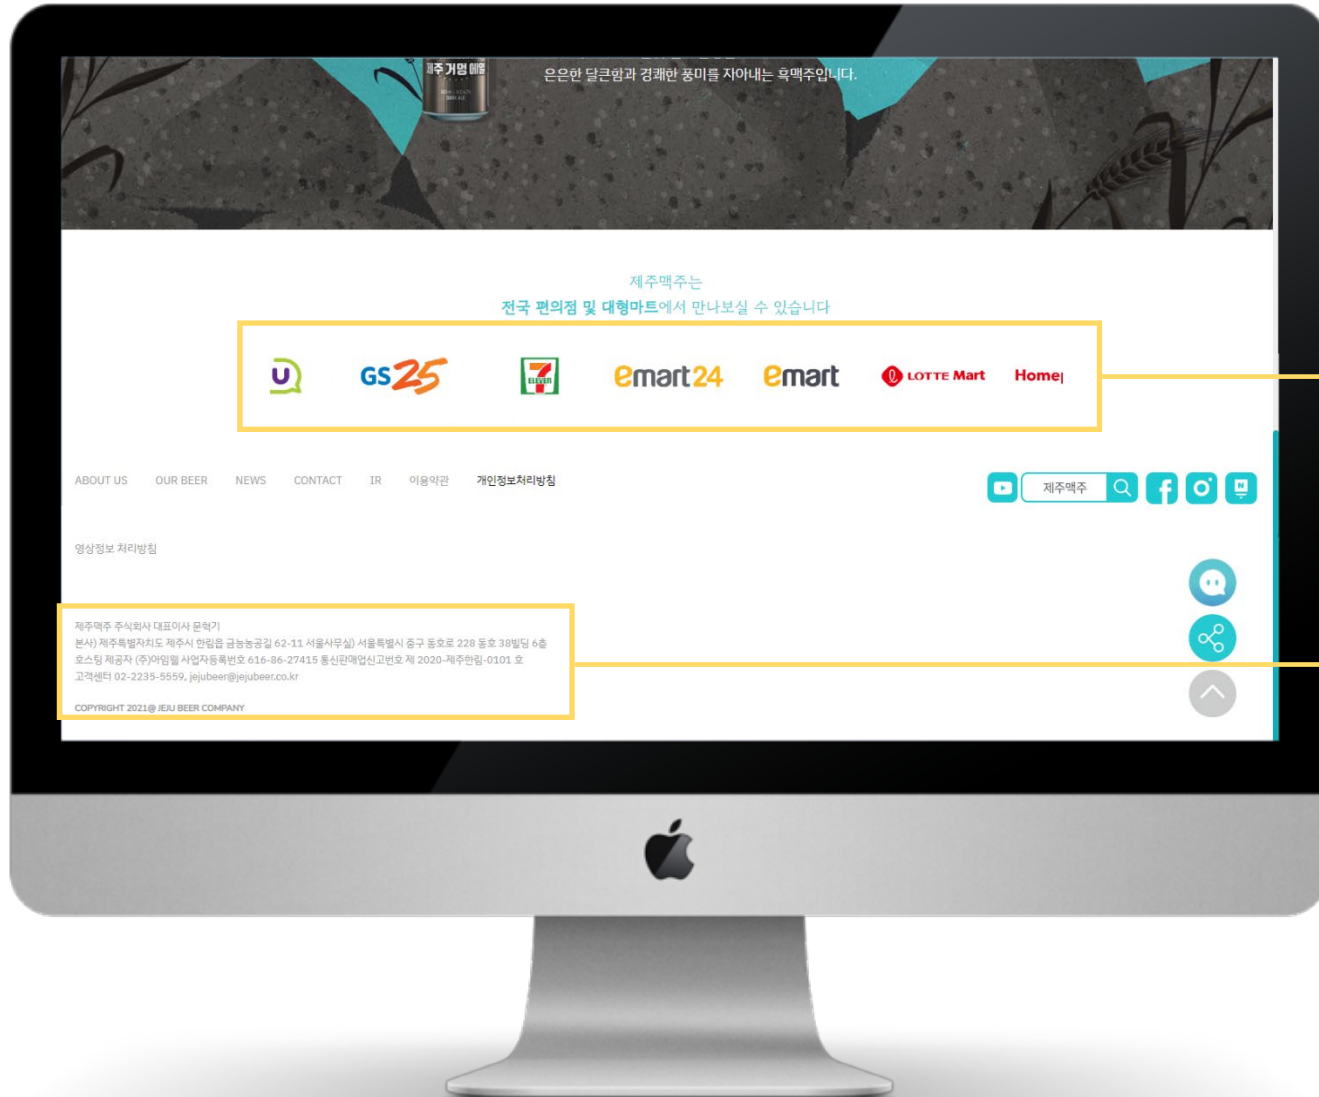 제주 거멍 에일
은은한 달큰함과 경쾌한 풍미를 자아내는 흑맥주입니다.
제주맥주는
전국 편의점 및 대형마트에서 만나보실 수 있습니다
U GS25 7 ELEVEN emart24 emart LOTTE Mart Home
ABOUT US OUR BEER NEWS CONTACT IR 이용약관 개인정보처리방침
제주맥주
N
영상정보 처리방침
제주맥주 주식회사 대표이사 문혁기
본사) 제주특별자치도 제주시 한림읍 금능농공길 62-11 서울사무실) 서울특별시 중구 동호로 228 동호 38빌딩 6층
호스팅 제공자 (주)아임웹 사업자등록번호 616-86-27415 통신판매업신고번호 제 2020-제주한림-0101 호
고객센터 02-2235-5559, jejubeer@jejubeer.co.kr
COPYRIGHT 2021@ JEJU BEER COMPANY